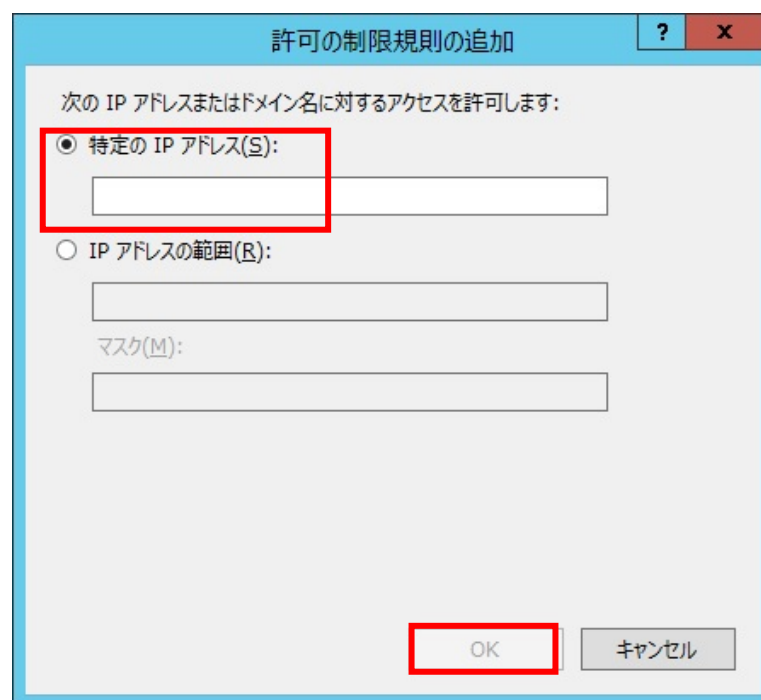 許可の制限規則の追加
?
x
次の IP アドレスまたはドメイン名に対するアクセスを許可します:
特定の IP アドレス(S):
IP アドレスの範囲(R):
マスク(M):
OK
キャンセル